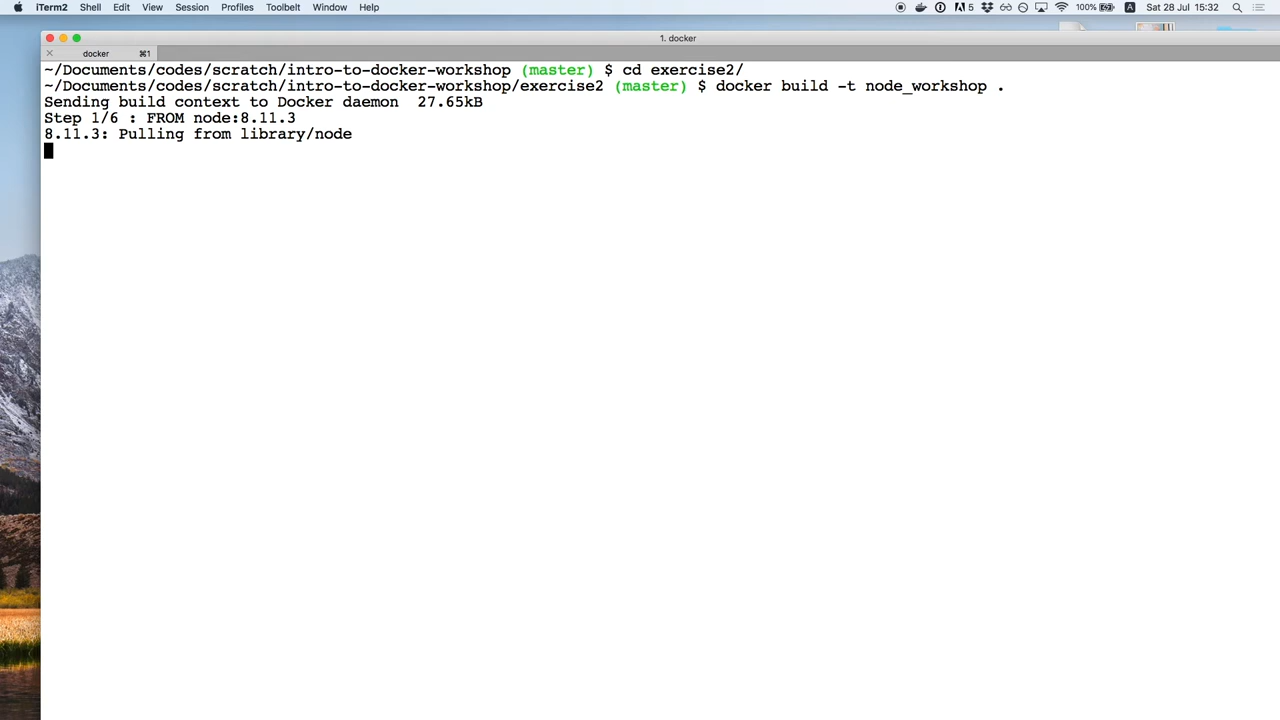 iTerm2 Shell Edit View Session Profiles Toolbelt Window Help 5 100% A Sat 28 Jul 15:32
1. docker
docker ⌘1
~/Documents/codes/scratch/intro-to-docker-workshop (master) $ cd exercise2/
~/Documents/codes/scratch/intro-to-docker-workshop/exercise2 (master) $ docker build -t node_workshop .
Sending build context to Docker daemon  27.65kB
Step 1/6 : FROM node:8.11.3
8.11.3: Pulling from library/node